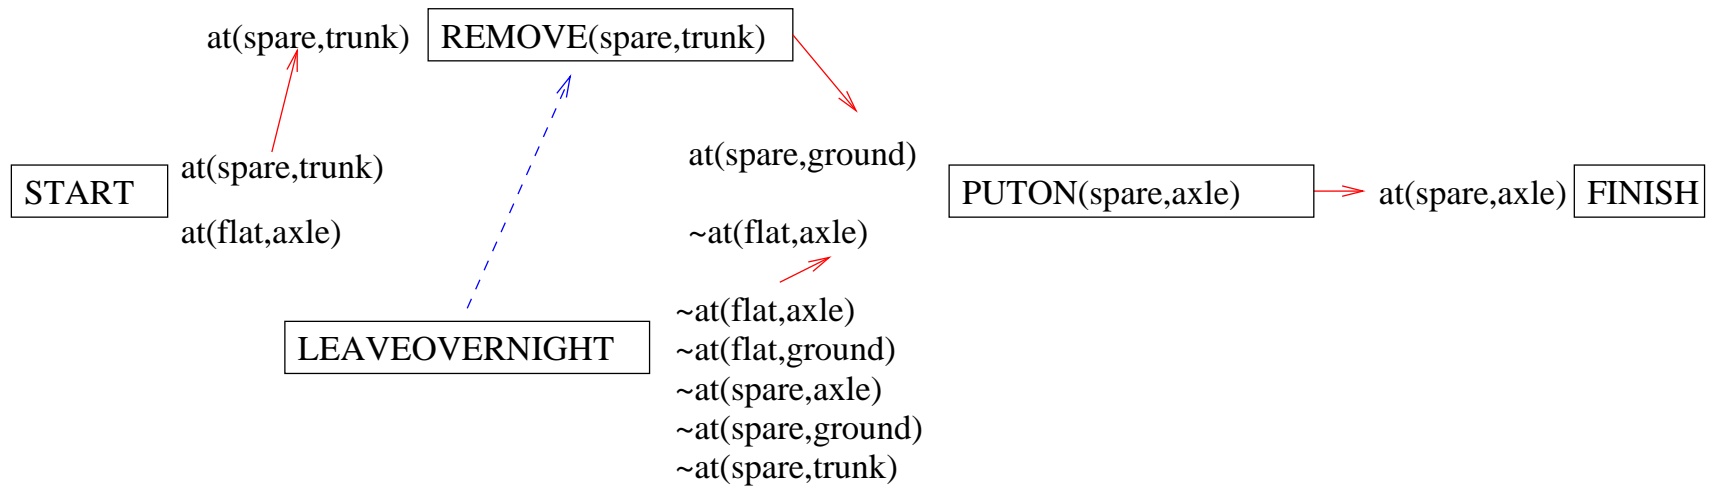 at(spare,trunk)
REMOVE(spare,trunk)
at(spare,trunk)
START
at(flat,axle)
at(spare,ground)
~at(flat,axle)
PUTON(spare,axle)
at(spare,axle)
FINISH
LEAVEOVERNIGHT
~at(flat,axle)
~at(flat,ground)
~at(spare,axle)
~at(spare,ground)
~at(spare,trunk)